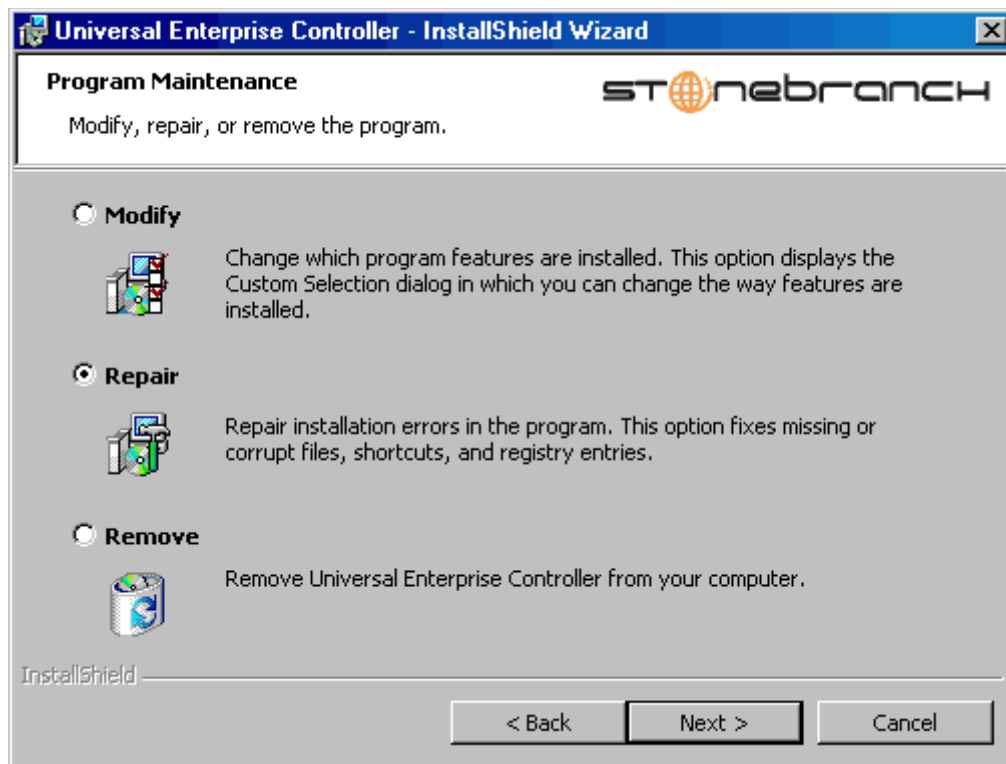 Universal Enterprise Controller - InstallShield Wizard
Program Maintenance
STonebranch
Modify, repair, or remove the program.
Modify
Change which program features are installed. This option displays the
Custom Selection dialog in which you can change the way features are
installed.
Repair
Repair installation errors in the program. This option fixes missing or
corrupt files, shortcuts, and registry entries.
Remove
Remove Universal Enterprise Controller from your computer.
InstallShield
< Back
Next >
Cancel